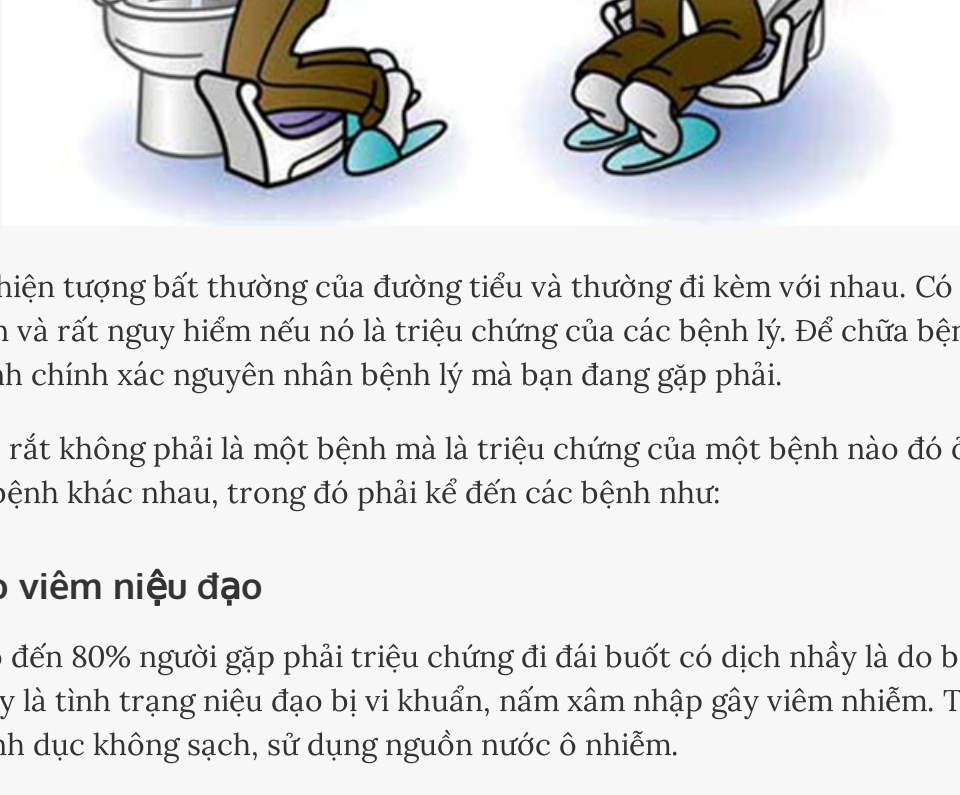 hiện tượng bất thường của đường tiểu và thường đi kèm với nhau. Có
và rất nguy hiểm nếu nó là triệu chứng của các bệnh lý. Để chữa
chính xác nguyên nhân bệnh lý mà bạn đang gặp phải.
rắt không phải là một bệnh mà là triệu chứng của một bệnh nào đó
bệnh khác nhau, trong đó phải kể đến các bệnh như:
viêm niệu đạo
đến 80% người gặp phải triệu chứng đi đái buốt có dịch nhầy là do
là tình trạng niệu đạo bị vi khuẩn, nấm xâm nhập gây viêm nhiễm.
dục không sạch, sử dụng nguồn nước ô nhiễm.